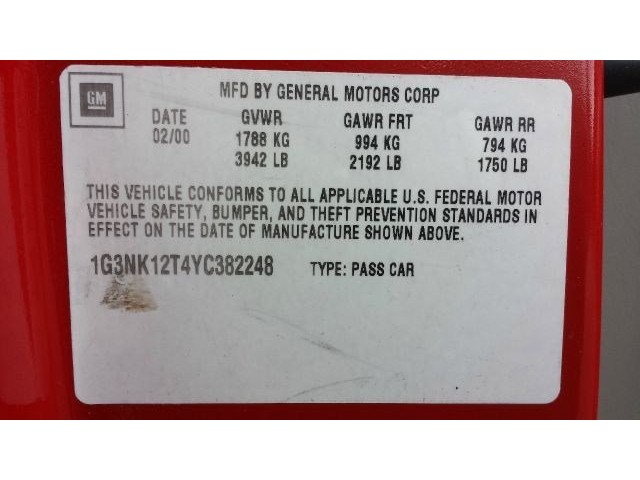 GM
MFD BY GENERAL MOTORS CORP
DATE GVWR GAWR FRT GAWR RR
02/00 1788 KG 994 KG 794 KG
3942 LB 2192 LB 1750 LB
THIS VEHICLE CONFORMS TO ALL APPLICABLE U.S. FEDERAL MOTOR
VEHICLE SAFETY, BUMPER, AND THEFT PREVENTION STANDARDS IN
EFFECT ON THE DATE OF MANUFACTURE SHOWN ABOVE.
1G3NK12T4YC382248 TYPE: PASS CAR